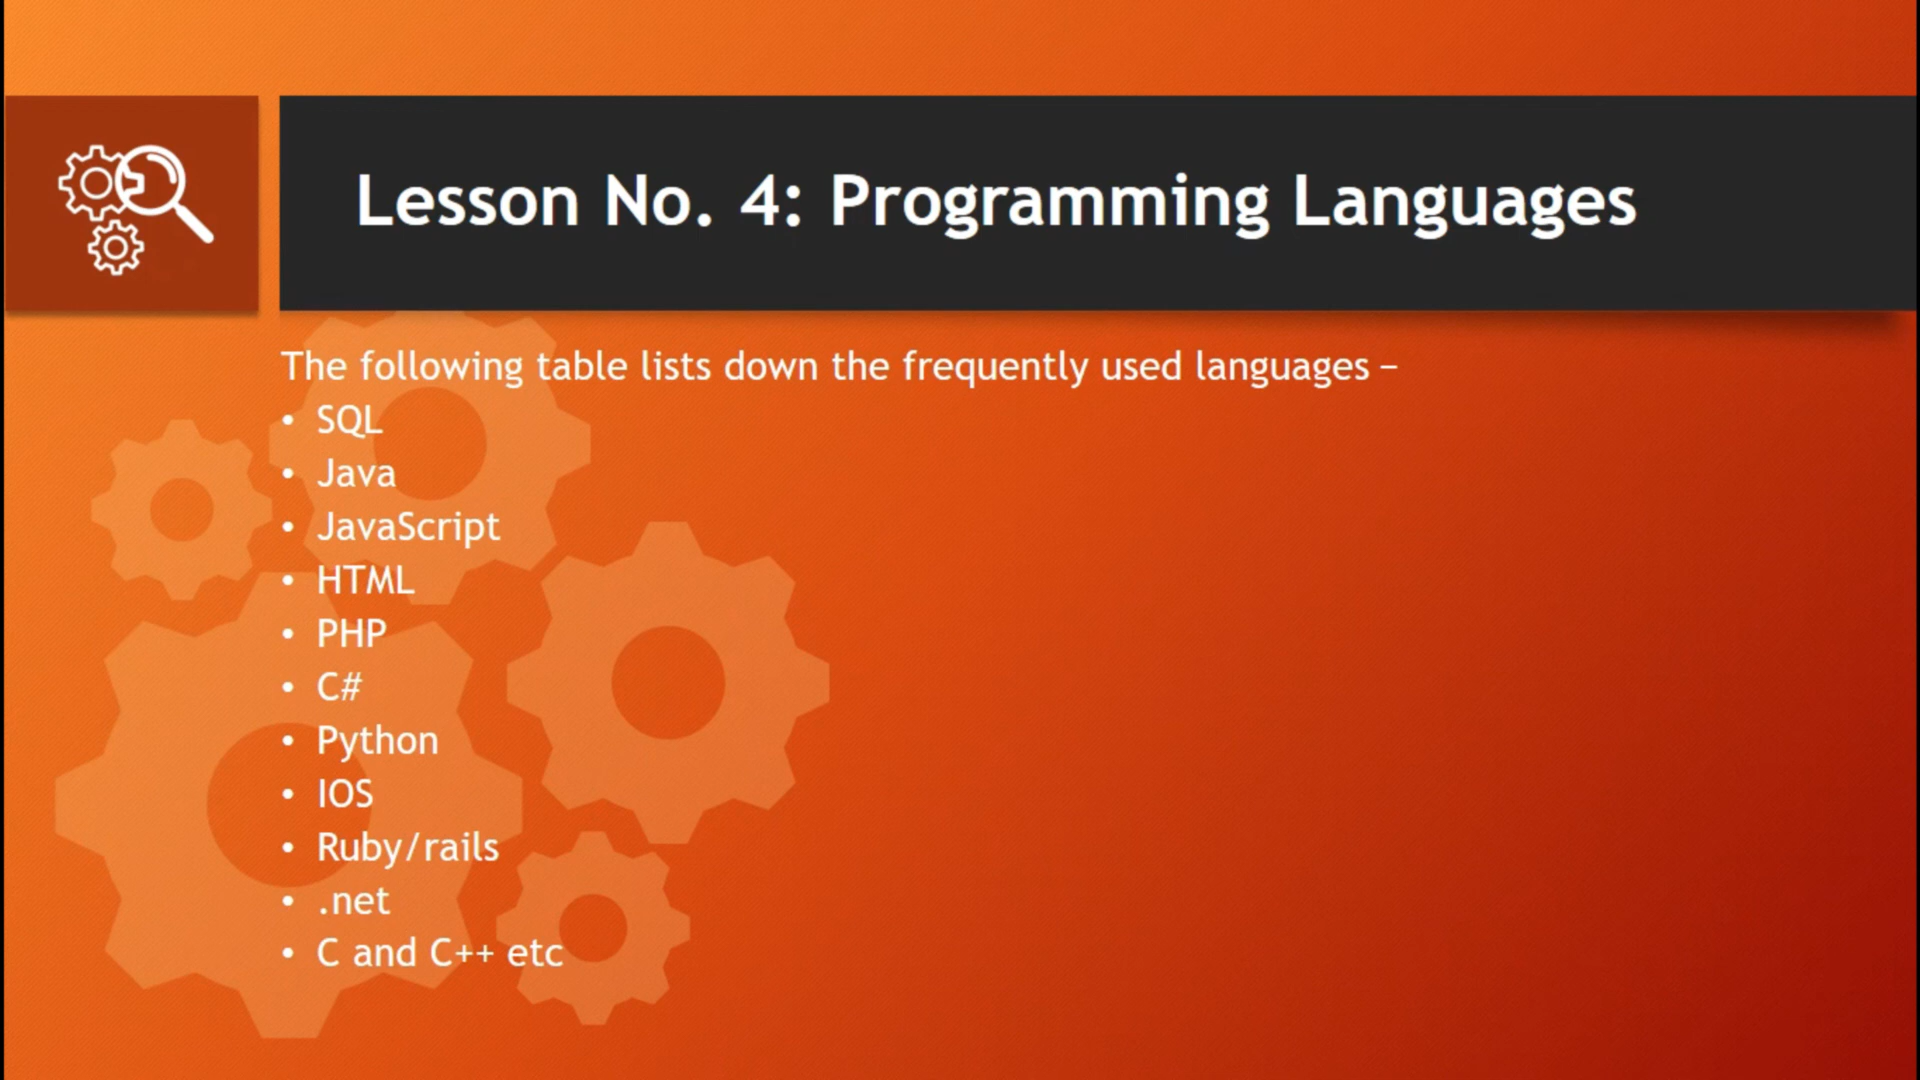 Lesson No. 4: Programming Languages
The following table lists down the frequently used languages –
• SQL
• Java
• JavaScript
• HTML
• PHP
• C#
• Python
• IOS
• Ruby/rails
• .net
• C and C++ etc